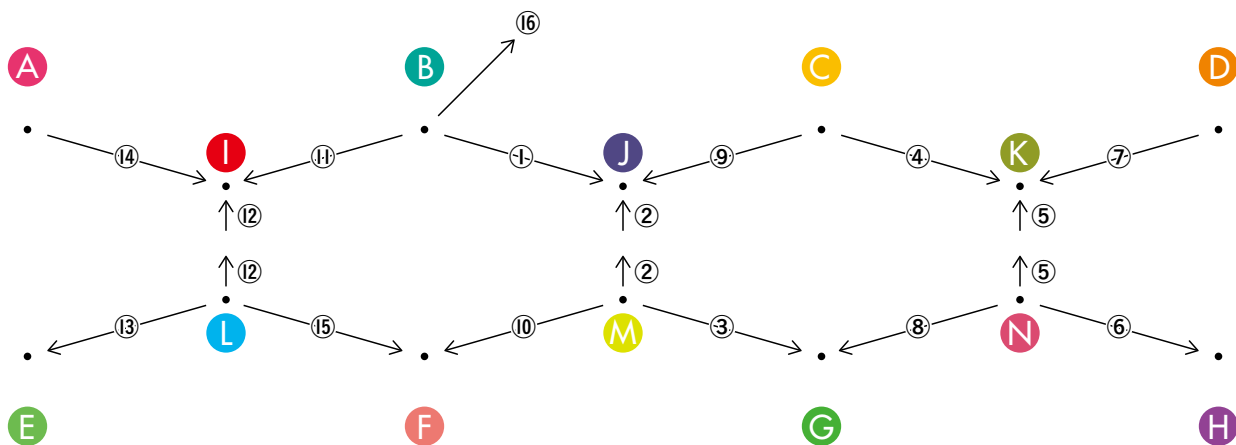 ⑯
A B C D
⑭ I ⑪ ① J ⑨ ④ K ⑦
⑫ ② ⑤
⑫ ② ⑤
⑬ L ⑮ ⑩ M ③ ⑧ N ⑥
E F G H